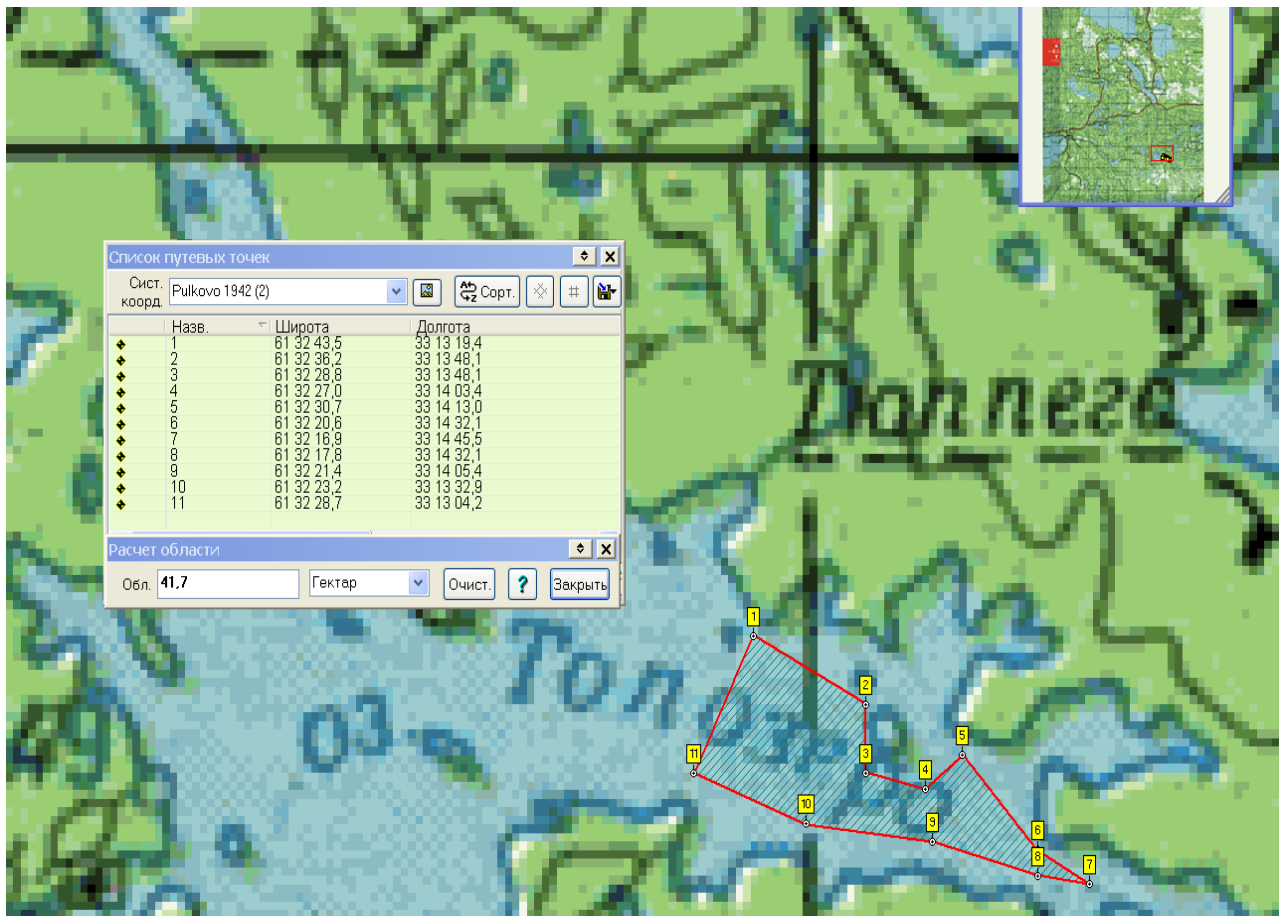 Список путевых точек
Сист. коорд. Pulkovo 1942 (2) Сорт.
Назв. Широта Долгота
1 61 32 43,5 33 13 19,4
2 61 32 36,2 33 13 48,1
3 61 32 28,8 33 13 48,1
4 61 32 27,0 33 14 03,4
5 61 32 30,7 33 14 13,0
6 61 32 20,6 33 14 32,1
7 61 32 16,9 33 14 45,5
8 61 32 17,8 33 14 32,1
9 61 32 21,4 33 14 05,4
10 61 32 23,2 33 13 32,9
11 61 32 28,7 33 13 04,2
Расчет области
Обл. 41,7 Гектар Очист. ? Закрыть
оз.
1
2
3
4
5
6
7
8
9
10
11